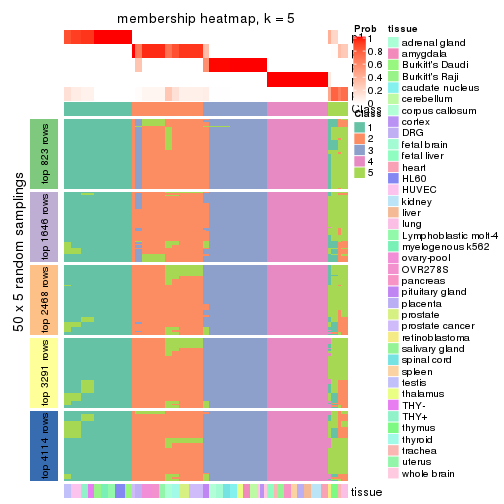 membership heatmap, k = 5
50 x 5 random samplings
top 823 rows
top 1646 rows
top 2468 rows
top 3291 rows
top 4114 rows
Prob
1
0.8
0.6
0.4
0.2
0
Class
1
2
3
4
5
tissue
adrenal gland
amygdala
Bukitt's Daudi
Bukitt's Raji
caudate nucleus
cerebellum
corpus callosum
cortex
DRG
fetal brain
fetal liver
heart
HL60
HUVEC
kidney
liver
lung
Lymphoblastic molt-4
myelogenous k562
ovary-pool
OVR278S
pancreas
pituitary gland
placenta
prostate
prostate cancer
retinoblastoma
salivary gland
spinal cord
spleen
testis
thalamus
THY-
THY+
thymus
thyroid
trachea
uterus
whole brain
tissue